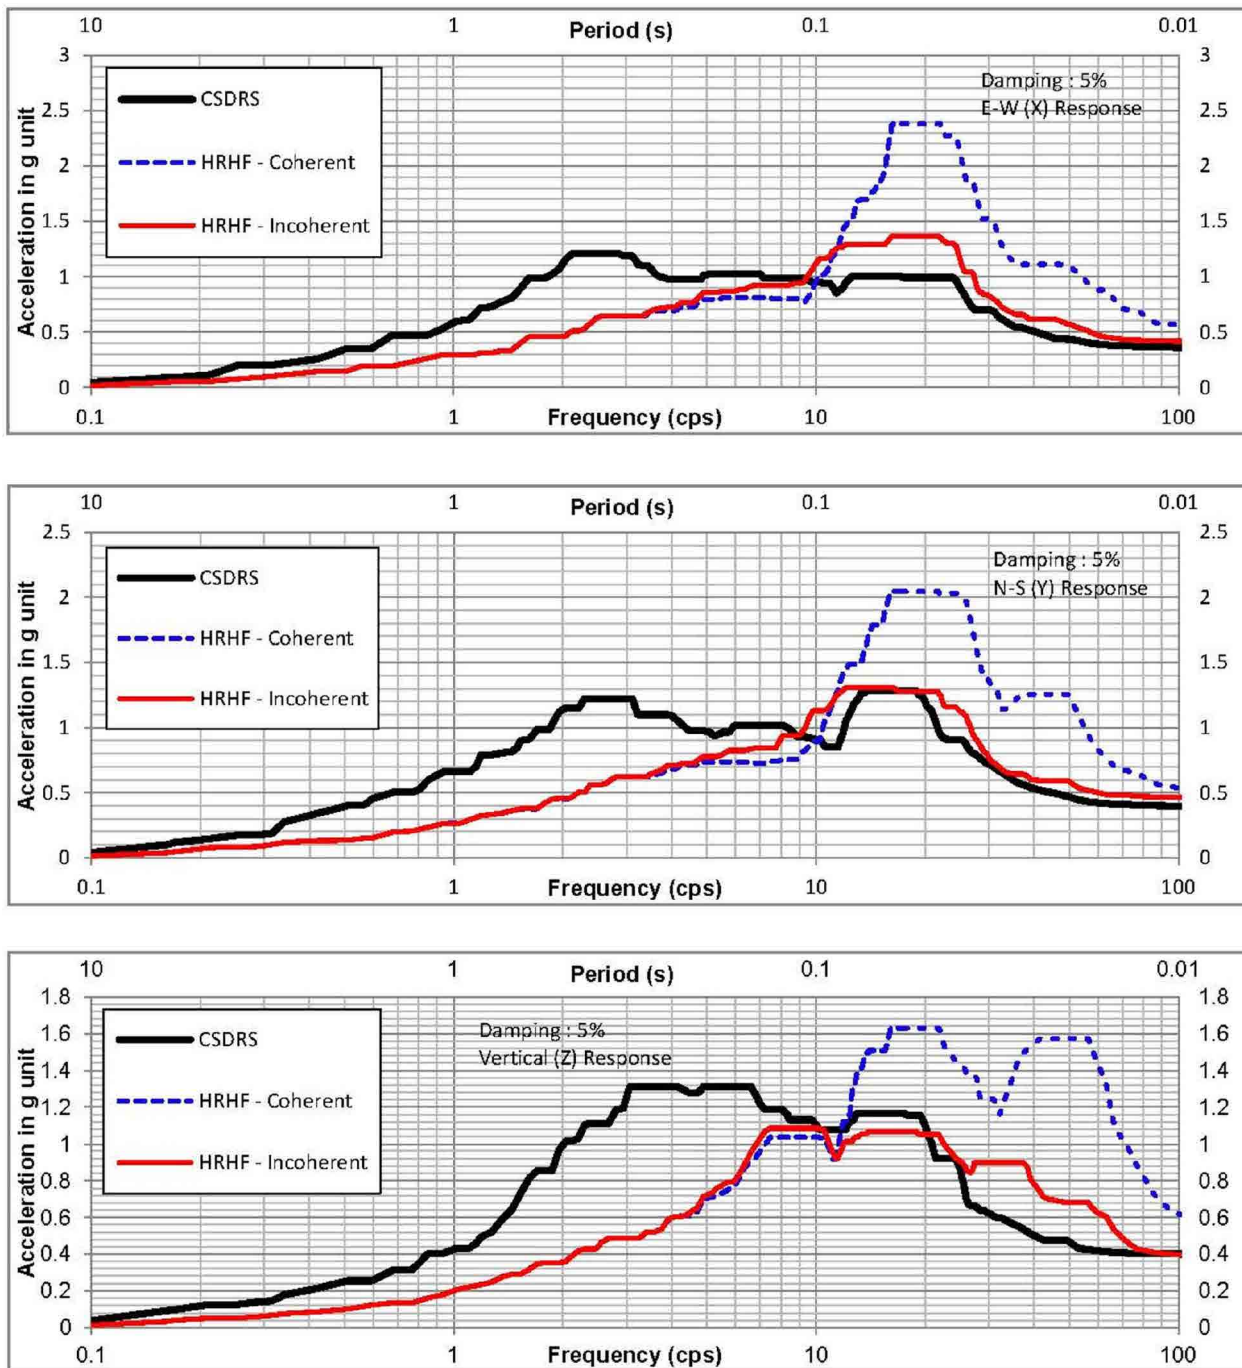 10 1 Period (s) 0.1 0.01
Acceleration in g unit
3 3
2.5 2.5
2 2
1.5 1.5
1 1
0.5 0.5
0 0
CSDRS
HRHF - Coherent
HRHF - Incoherent
Damping : 5%
E-W (X) Response
0.1 1 Frequency (cps) 10 100
10 1 Period (s) 0.1 0.01
Acceleration in g unit
2.5 2.5
2 2
1.5 1.5
1 1
0.5 0.5
0 0
CSDRS
HRHF - Coherent
HRHF - Incoherent
Damping : 5%
N-S (Y) Response
0.1 1 Frequency (cps) 10 100
10 1 Period (s) 0.1 0.01
Acceleration in g unit
1.8 1.8
1.6 1.6
1.4 1.4
1.2 1.2
1 1
0.8 0.8
0.6 0.6
0.4 0.4
0.2 0.2
0 0
CSDRS
HRHF - Coherent
HRHF - Incoherent
Damping : 5%
Vertical (Z) Response
0.1 1 Frequency (cps) 10 100